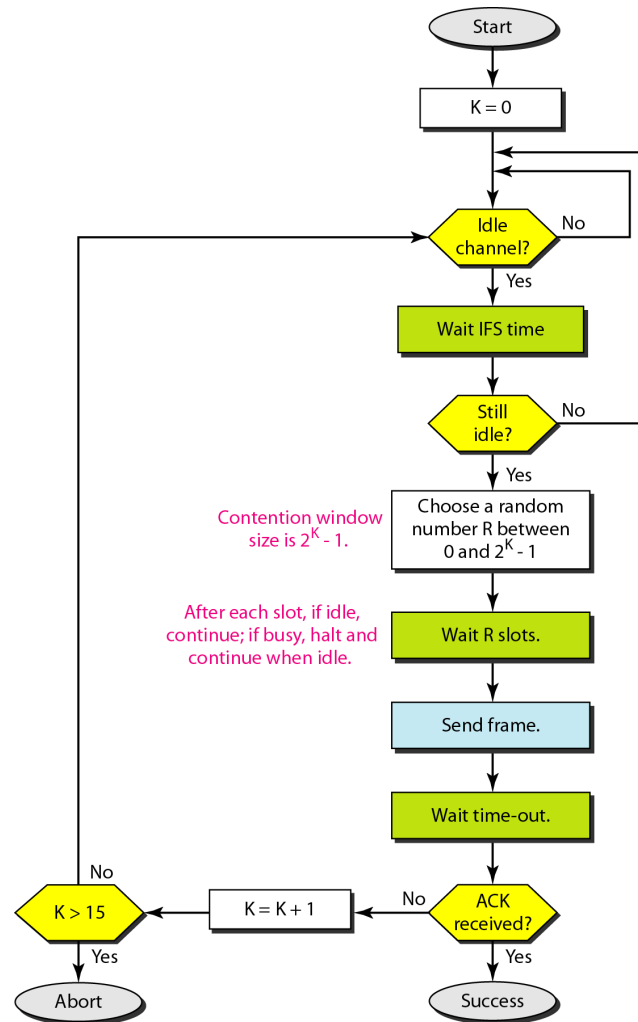 Start
K = 0
Idle
channel?
No
Yes
Wait IFS time
Still
idle?
No
Yes
Contention window
size is 2^K - 1.
Choose a random
number R between
0 and 2^K - 1
After each slot, if idle,
continue; if busy, halt and
continue when idle.
Wait R slots.
Send frame.
Wait time-out.
ACK
received?
No
Yes
K = K + 1
K > 15
No
Yes
Abort
Success